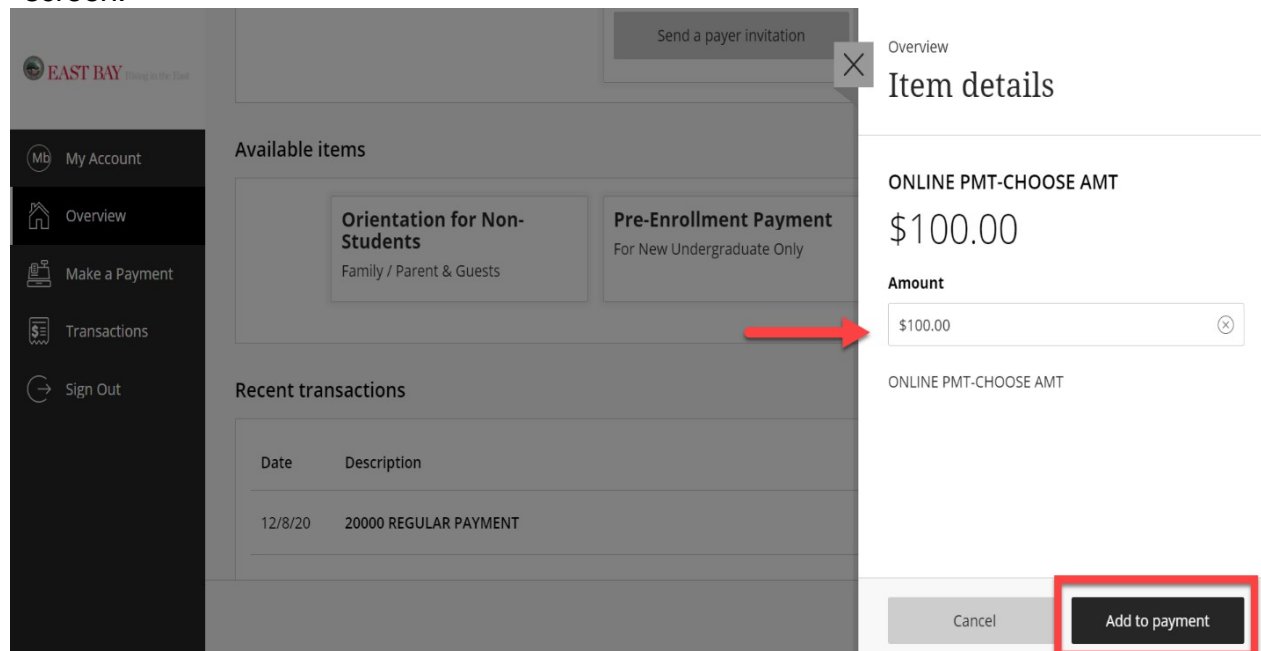 screen.
EAST BAY
Send a payer invitation
Overview
Item details
Mb My Account
Overview
Make a Payment
Transactions
Sign Out
Available items
Orientation for Non-
Students
Family / Parent & Guests
Pre-Enrollment Payment
For New Undergraduate Only
ONLINE PMT-CHOOSE AMT
$100.00
Amount
$100.00
ONLINE PMT-CHOOSE AMT
Recent transactions
Date Description
12/8/20 20000 REGULAR PAYMENT
Cancel
Add to payment